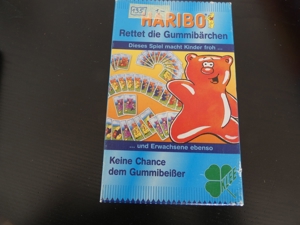 HARIBO
Rettet die Gummibärchen
Dieses Spiel macht Kinder froh ...
... und Erwachsene ebenso
Keine Chance
dem Gummibeißer